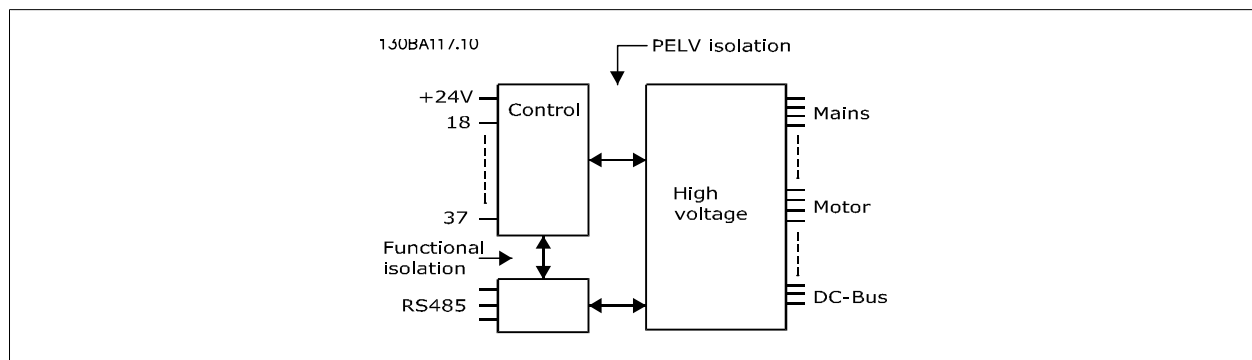 130BA117.10
PELV isolation
+24V
Control
18
Mains
High
voltage
37
Motor
Functional
isolation
RS485
DC-Bus